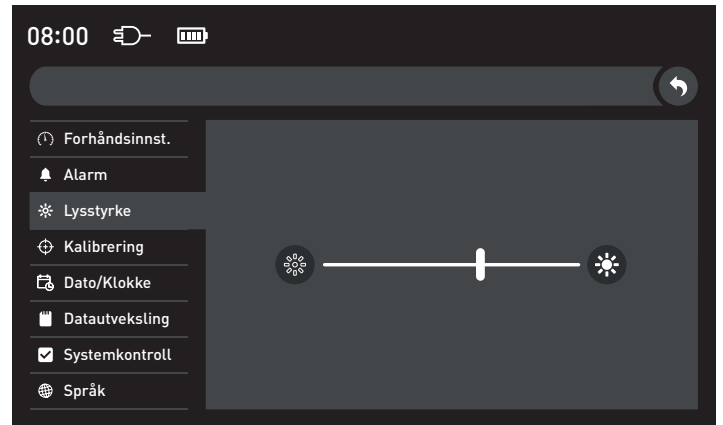 08:00
Forhåndsinnst.
Alarm
Lysstyrke
Kalibrering
Dato/Klokke
Datautveksling
Systemkontroll
Språk